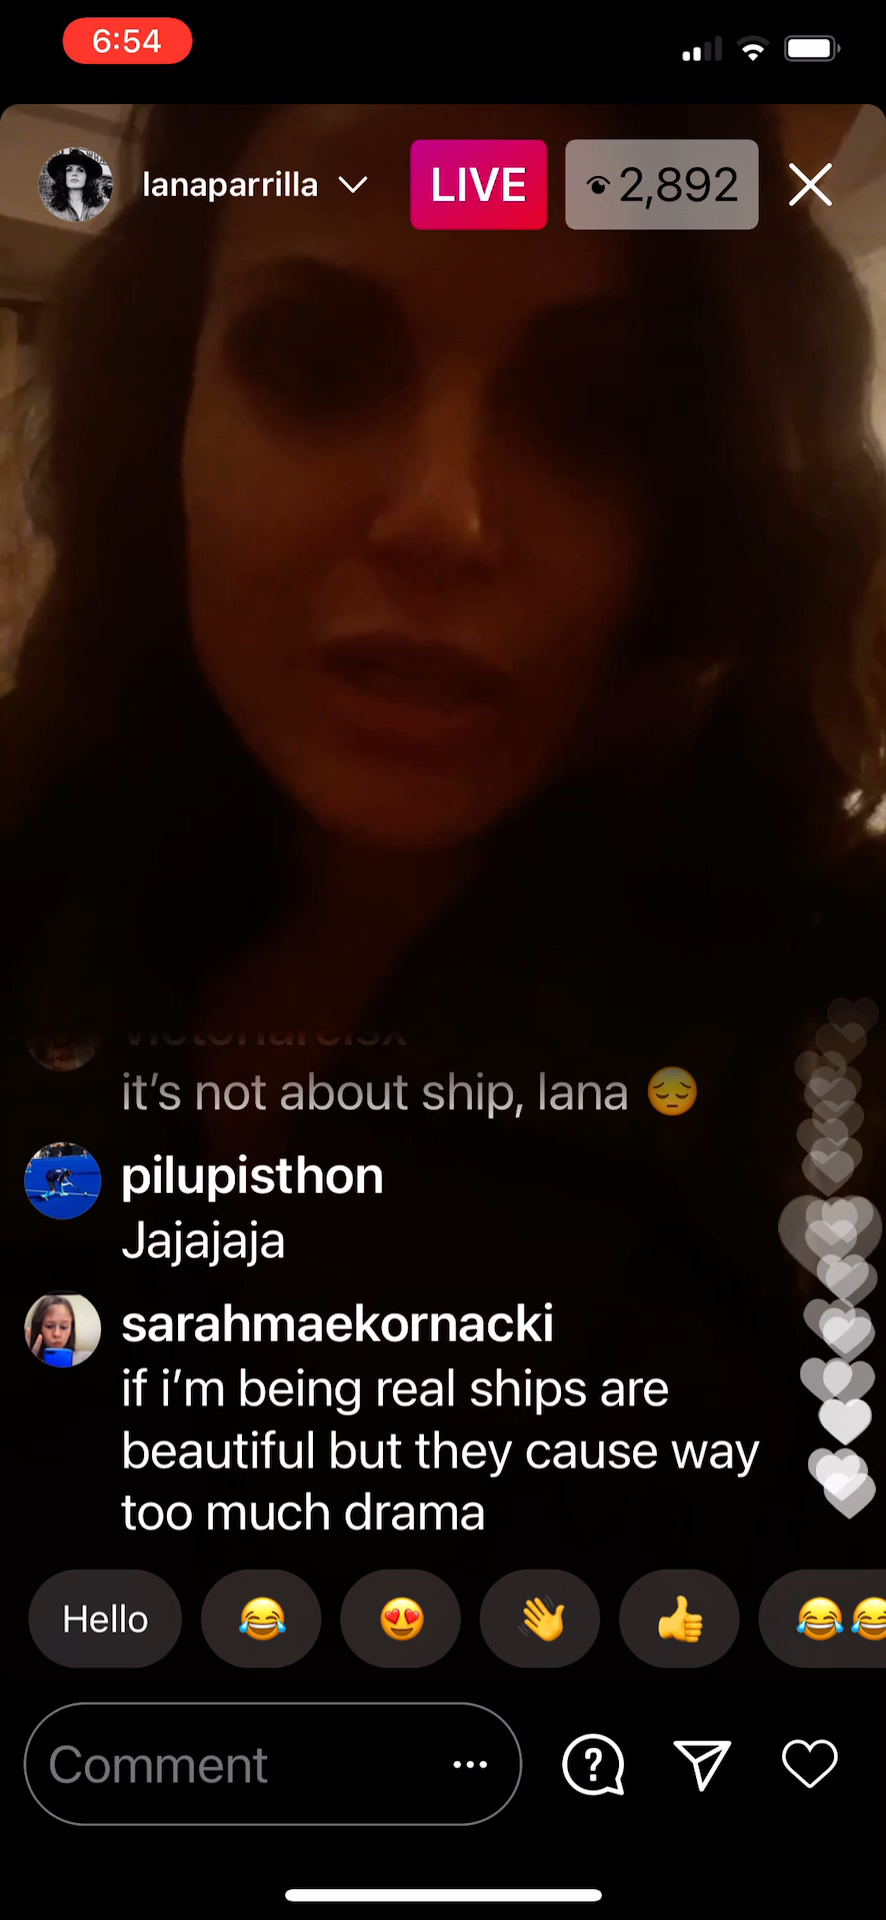 6:54
lanaparrilla
LIVE
2,892
it's not about ship, lana 😔
pilupisthon
Jajajaja
sarahmaekornacki
if i'm being real ships are
beautiful but they cause way
too much drama
Hello 😂 😍 👋 👍 😂😂
Comment